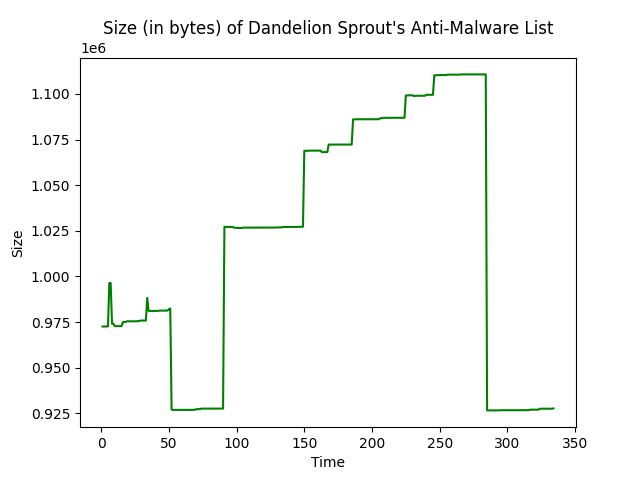 Size (in bytes) of Dandelion Sprout's Anti-Malware List
1e6
1.100
1.075
1.050
1.025
1.000
0.975
0.950
0.925
Size
0 50 100 150 200 250 300 350
Time